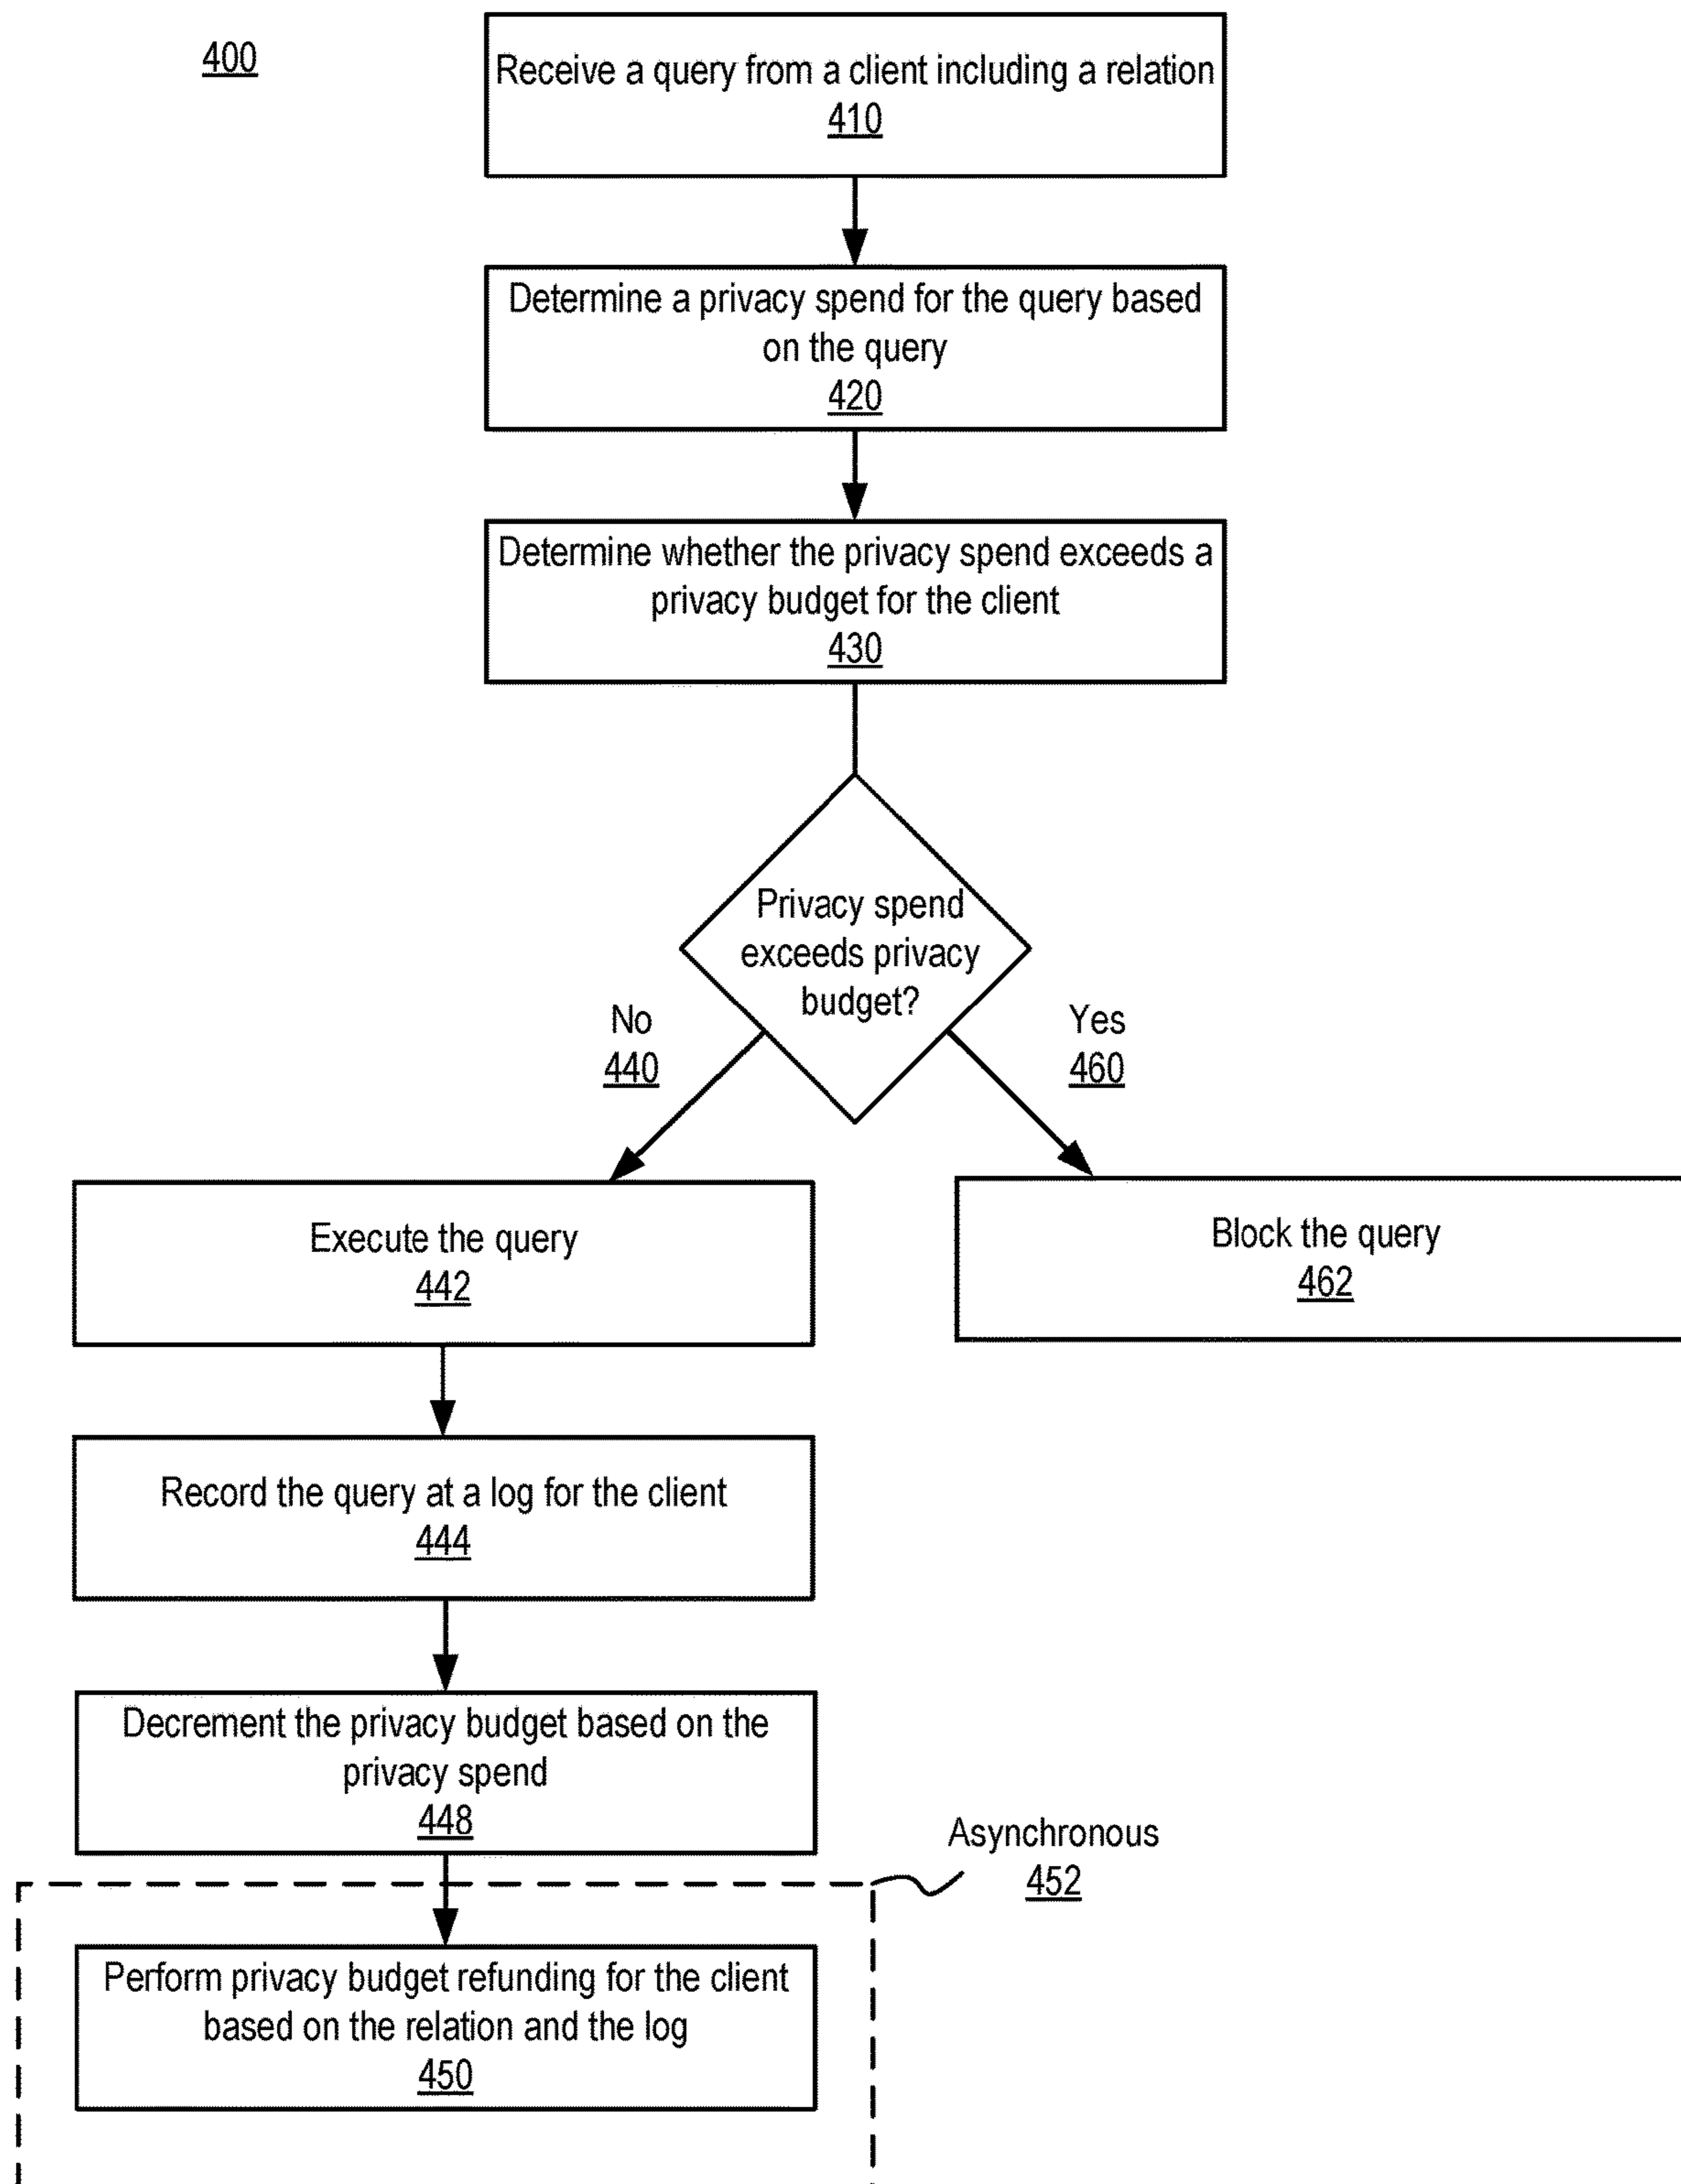 400
Receive a query from a client including a relation
410
Determine a privacy spend for the query based
on the query
420
Determine whether the privacy spend exceeds a
privacy budget for the client
430
Privacy spend
exceeds privacy
budget?
No
440
Yes
460
Execute the query
442
Block the query
462
Record the query at a log for the client
444
Decrement the privacy budget based on the
privacy spend
448
Asynchronous
452
Perform privacy budget refunding for the client
based on the relation and the log
450